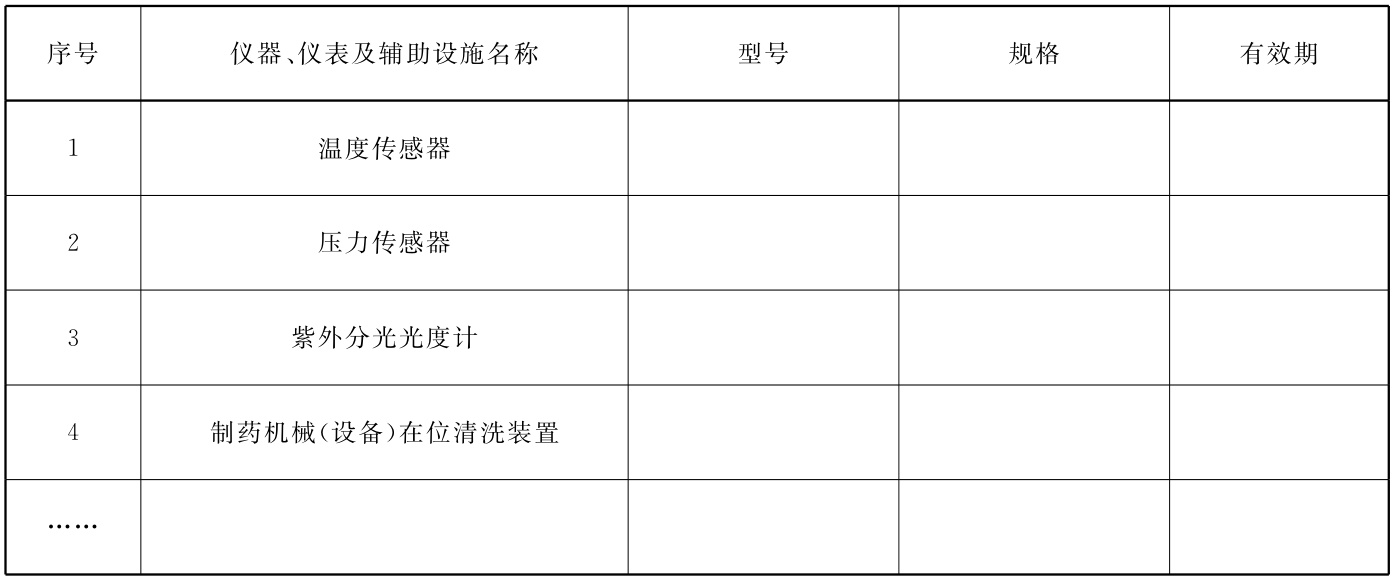 序号 仪器、仪表及辅助设施名称 型号 规格 有效期
1 温度传感器
2 压力传感器
3 紫外分光光度计
4 制药机械(设备)在位清洗装置
……